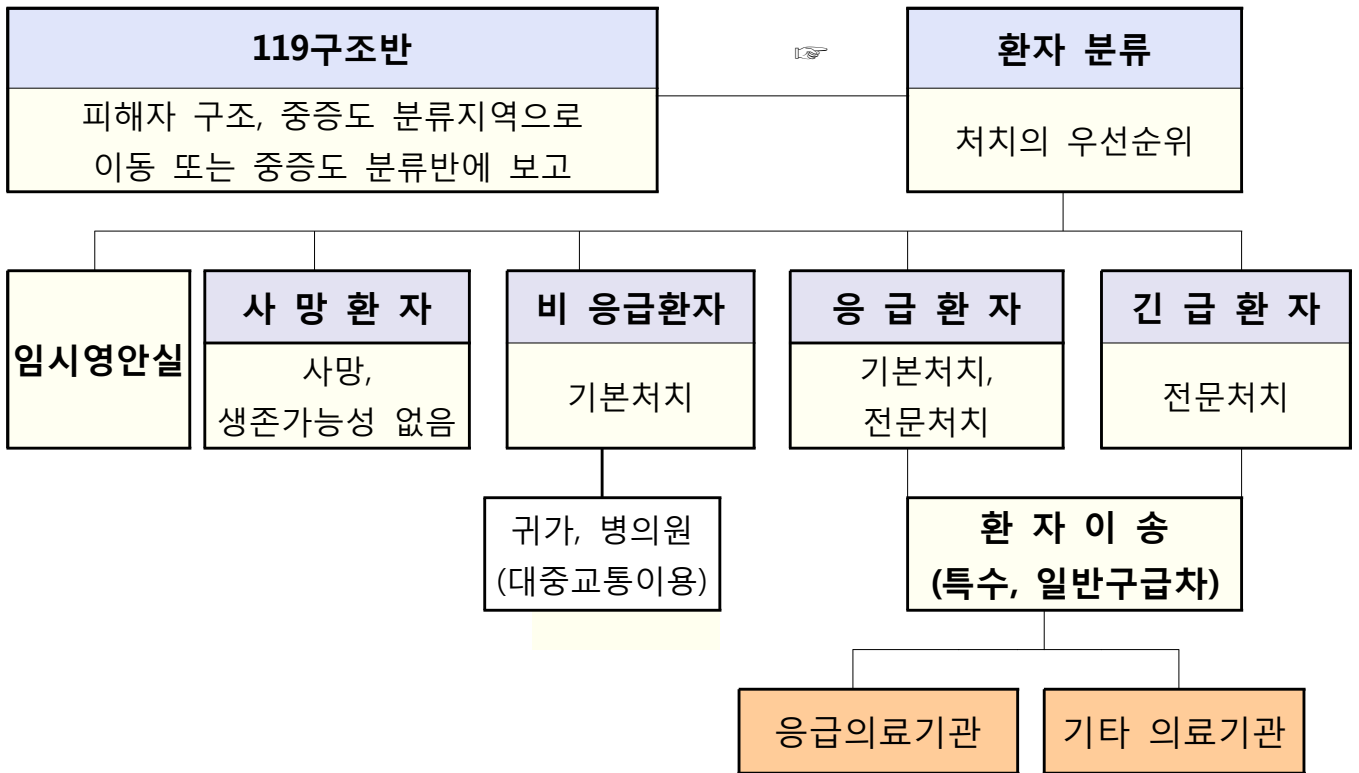 119구조반
☞
환자 분류
피해자 구조, 중증도 분류지역으로
이동 또는 중증도 분류반에 보고
처치의 우선순위
임시영안실
사 망 환 자
사망,
생존가능성 없음
비 응급환자
기본처치
응 급 환 자
기본처치,
전문처치
긴 급 환 자
전문처치
귀가, 병의원
(대중교통이용)
환 자 이 송
(특수, 일반구급차)
응급의료기관
기타 의료기관